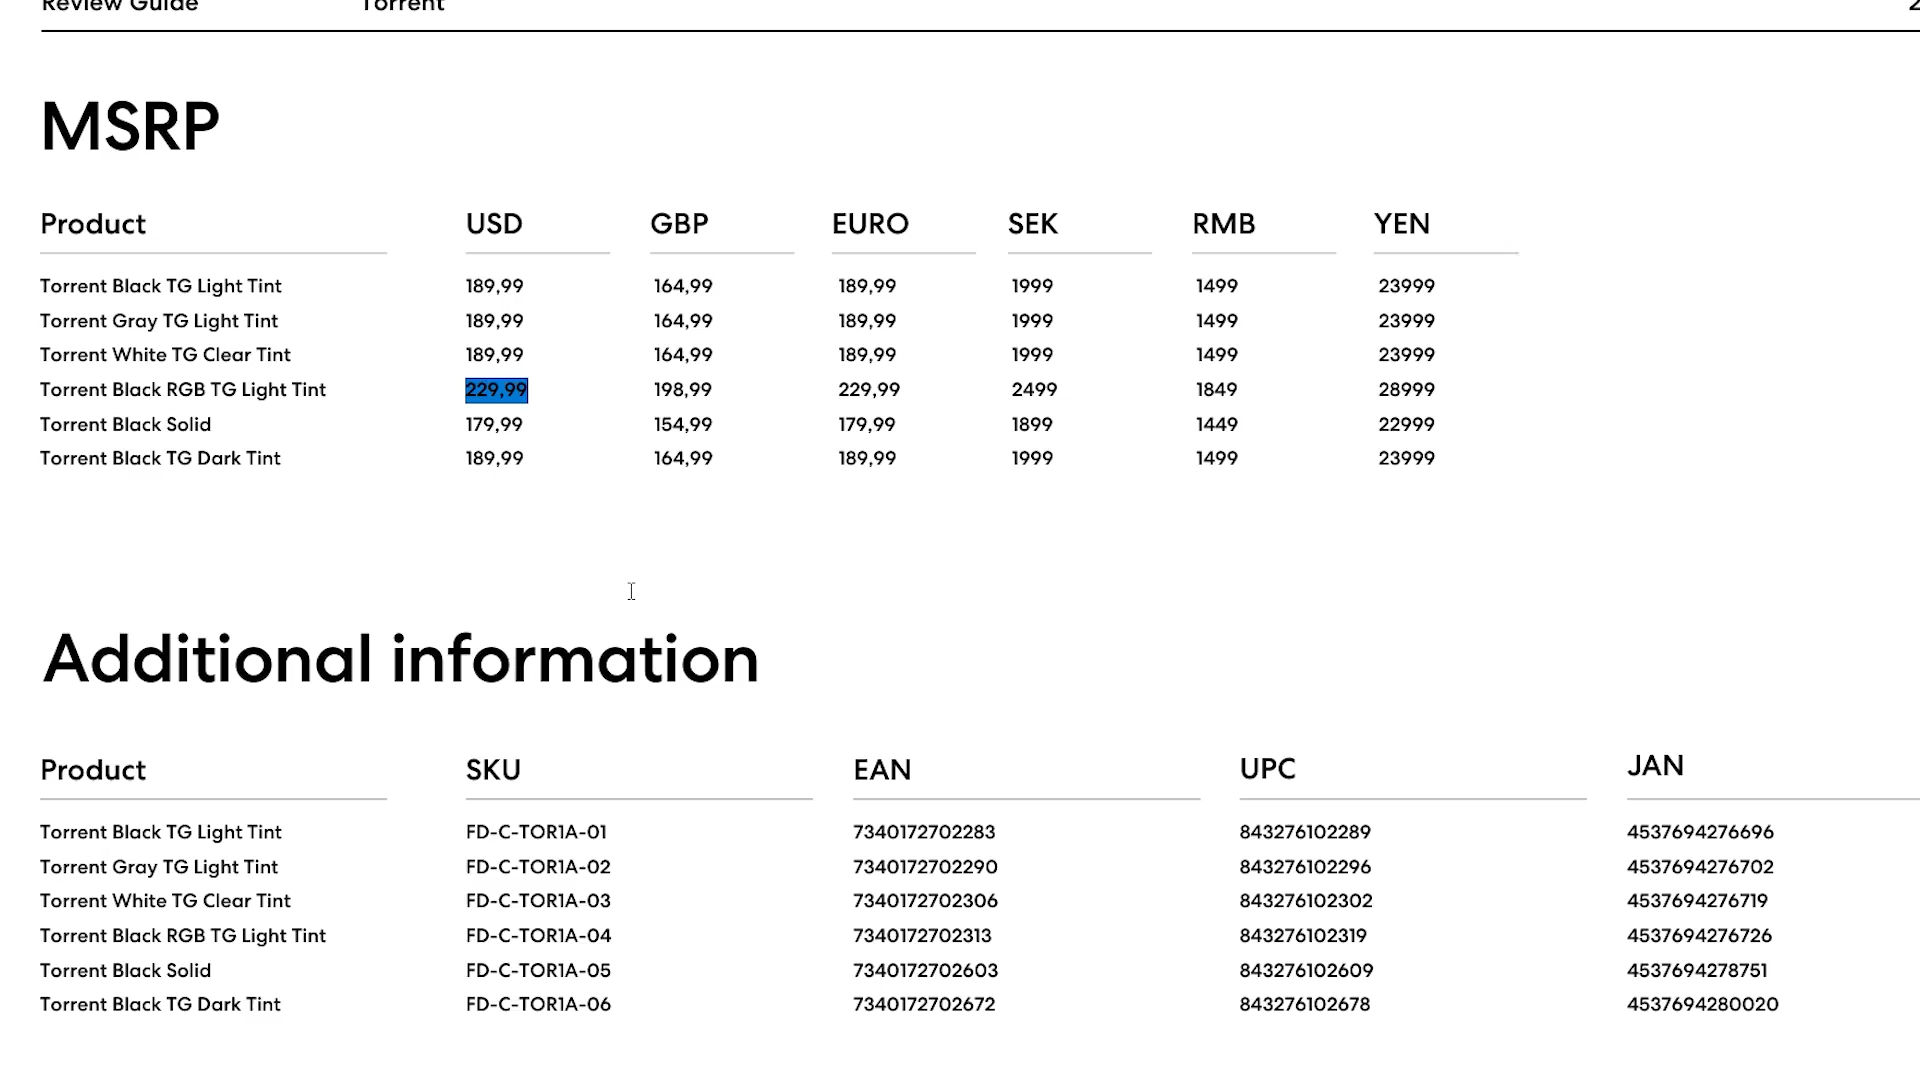 Review Guide Torrent
MSRP
Product USD GBP EURO SEK RMB YEN
Torrent Black TG Light Tint 189,99 164,99 189,99 1999 1499 23999
Torrent Gray TG Light Tint 189,99 164,99 189,99 1999 1499 23999
Torrent White TG Clear Tint 189,99 164,99 189,99 1999 1499 23999
Torrent Black RGB TG Light Tint 229,99 198,99 229,99 2499 1849 28999
Torrent Black Solid 179,99 154,99 179,99 1899 1449 22999
Torrent Black TG Dark Tint 189,99 164,99 189,99 1999 1499 23999
Additional information
Product SKU EAN UPC JAN
Torrent Black TG Light Tint FD-C-TOR1A-01 7340172702283 843276102289 4537694276696
Torrent Gray TG Light Tint FD-C-TOR1A-02 7340172702290 843276102296 4537694276702
Torrent White TG Clear Tint FD-C-TOR1A-03 7340172702306 843276102302 4537694276719
Torrent Black RGB TG Light Tint FD-C-TOR1A-04 7340172702313 843276102319 4537694276726
Torrent Black Solid FD-C-TOR1A-05 7340172702603 843276102609 4537694278751
Torrent Black TG Dark Tint FD-C-TOR1A-06 7340172702672 843276102678 4537694280020